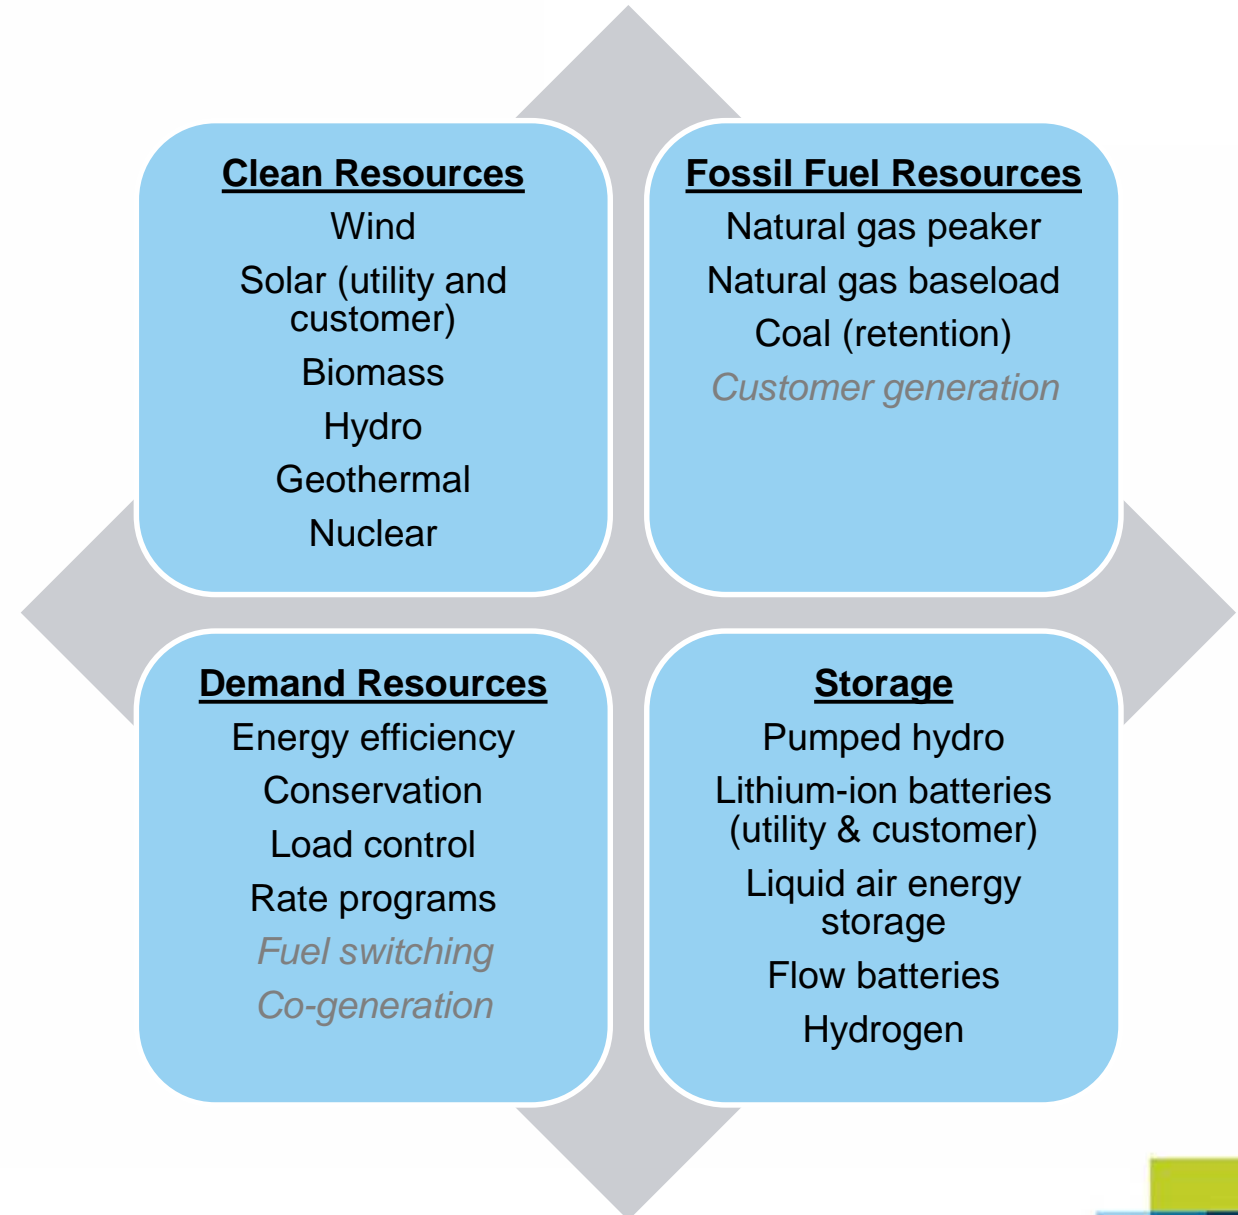 Clean Resources
Wind
Solar (utility and
customer)
Biomass
Hydro
Geothermal
Nuclear
Fossil Fuel Resources
Natural gas peaker
Natural gas baseload
Coal (retention)
Customer generation
Demand Resources
Energy efficiency
Conservation
Load control
Rate programs
Fuel switching
Co-generation
Storage
Pumped hydro
Lithium-ion batteries
(utility & customer)
Liquid air energy
storage
Flow batteries
Hydrogen